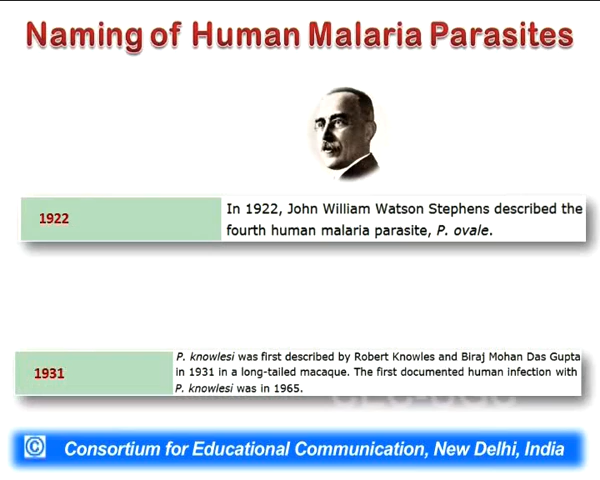 Naming of Human Malaria Parasites
1922
In 1922, John William Watson Stephens described the
fourth human malaria parasite, P. ovale.
1931
P. knowlesi was first described by Robert Knowles and Biraj Mohan Das Gupta
in 1931 in a long-tailed macaque. The first documented human infection with
P. knowlesi was in 1965.
CEC-UGC
© Consortium for Educational Communication, New Delhi, India